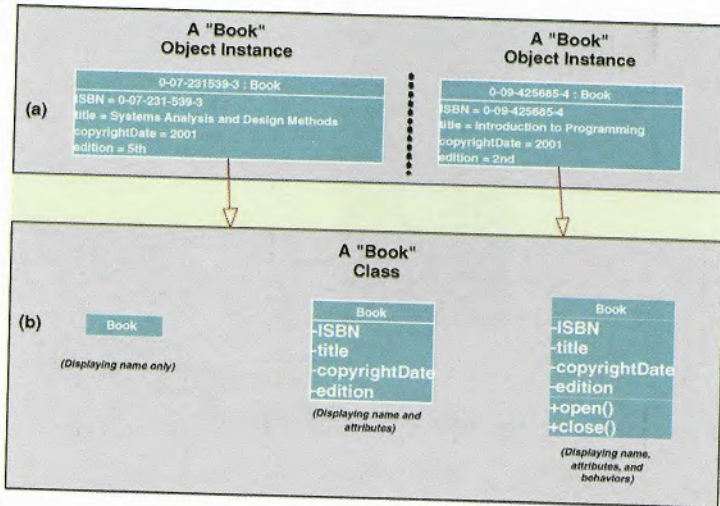 A "Book"
Object Instance
0-07-231539-3 : Book
ISBN = 0-07-231-539-3
title = Systems Analysis and Design Methods
copyrightDate = 2001
edition = 5th
A "Book"
Object Instance
0-09-425685-4 : Book
ISBN = 0-09-425685-4
title = Introduction to Programming
copyrightDate = 2001
edition = 2nd
(a)
A "Book"
Class
(b)
Book
(Displaying name only)
Book
-ISBN
-title
-copyrightDate
-edition
(Displaying name and
attributes)
Book
-ISBN
-title
-copyrightDate
-edition
+open()
+close()
(Displaying name,
attributes, and
behaviors)